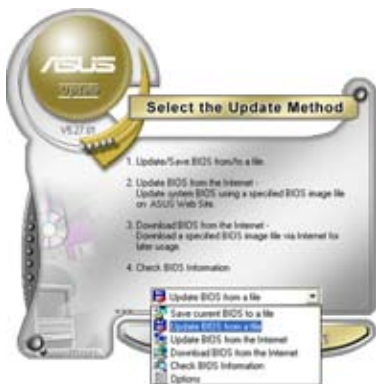 ASUS
Update
V5.27.01
Select the Update Method
1. Update/Save BIOS from/to a file.
2. Update BIOS from the Internet -
Update system BIOS using a specified BIOS image file
on ASUS Web Site.
3. Download BIOS from the Internet -
Download a specified BIOS image file via Internet for
later usage.
4. Check BIOS Information
Update BIOS from a file
Save current BIOS to a file
Update BIOS from a file
Update BIOS from the Internet
Download BIOS from the Internet
Check BIOS Information
Options